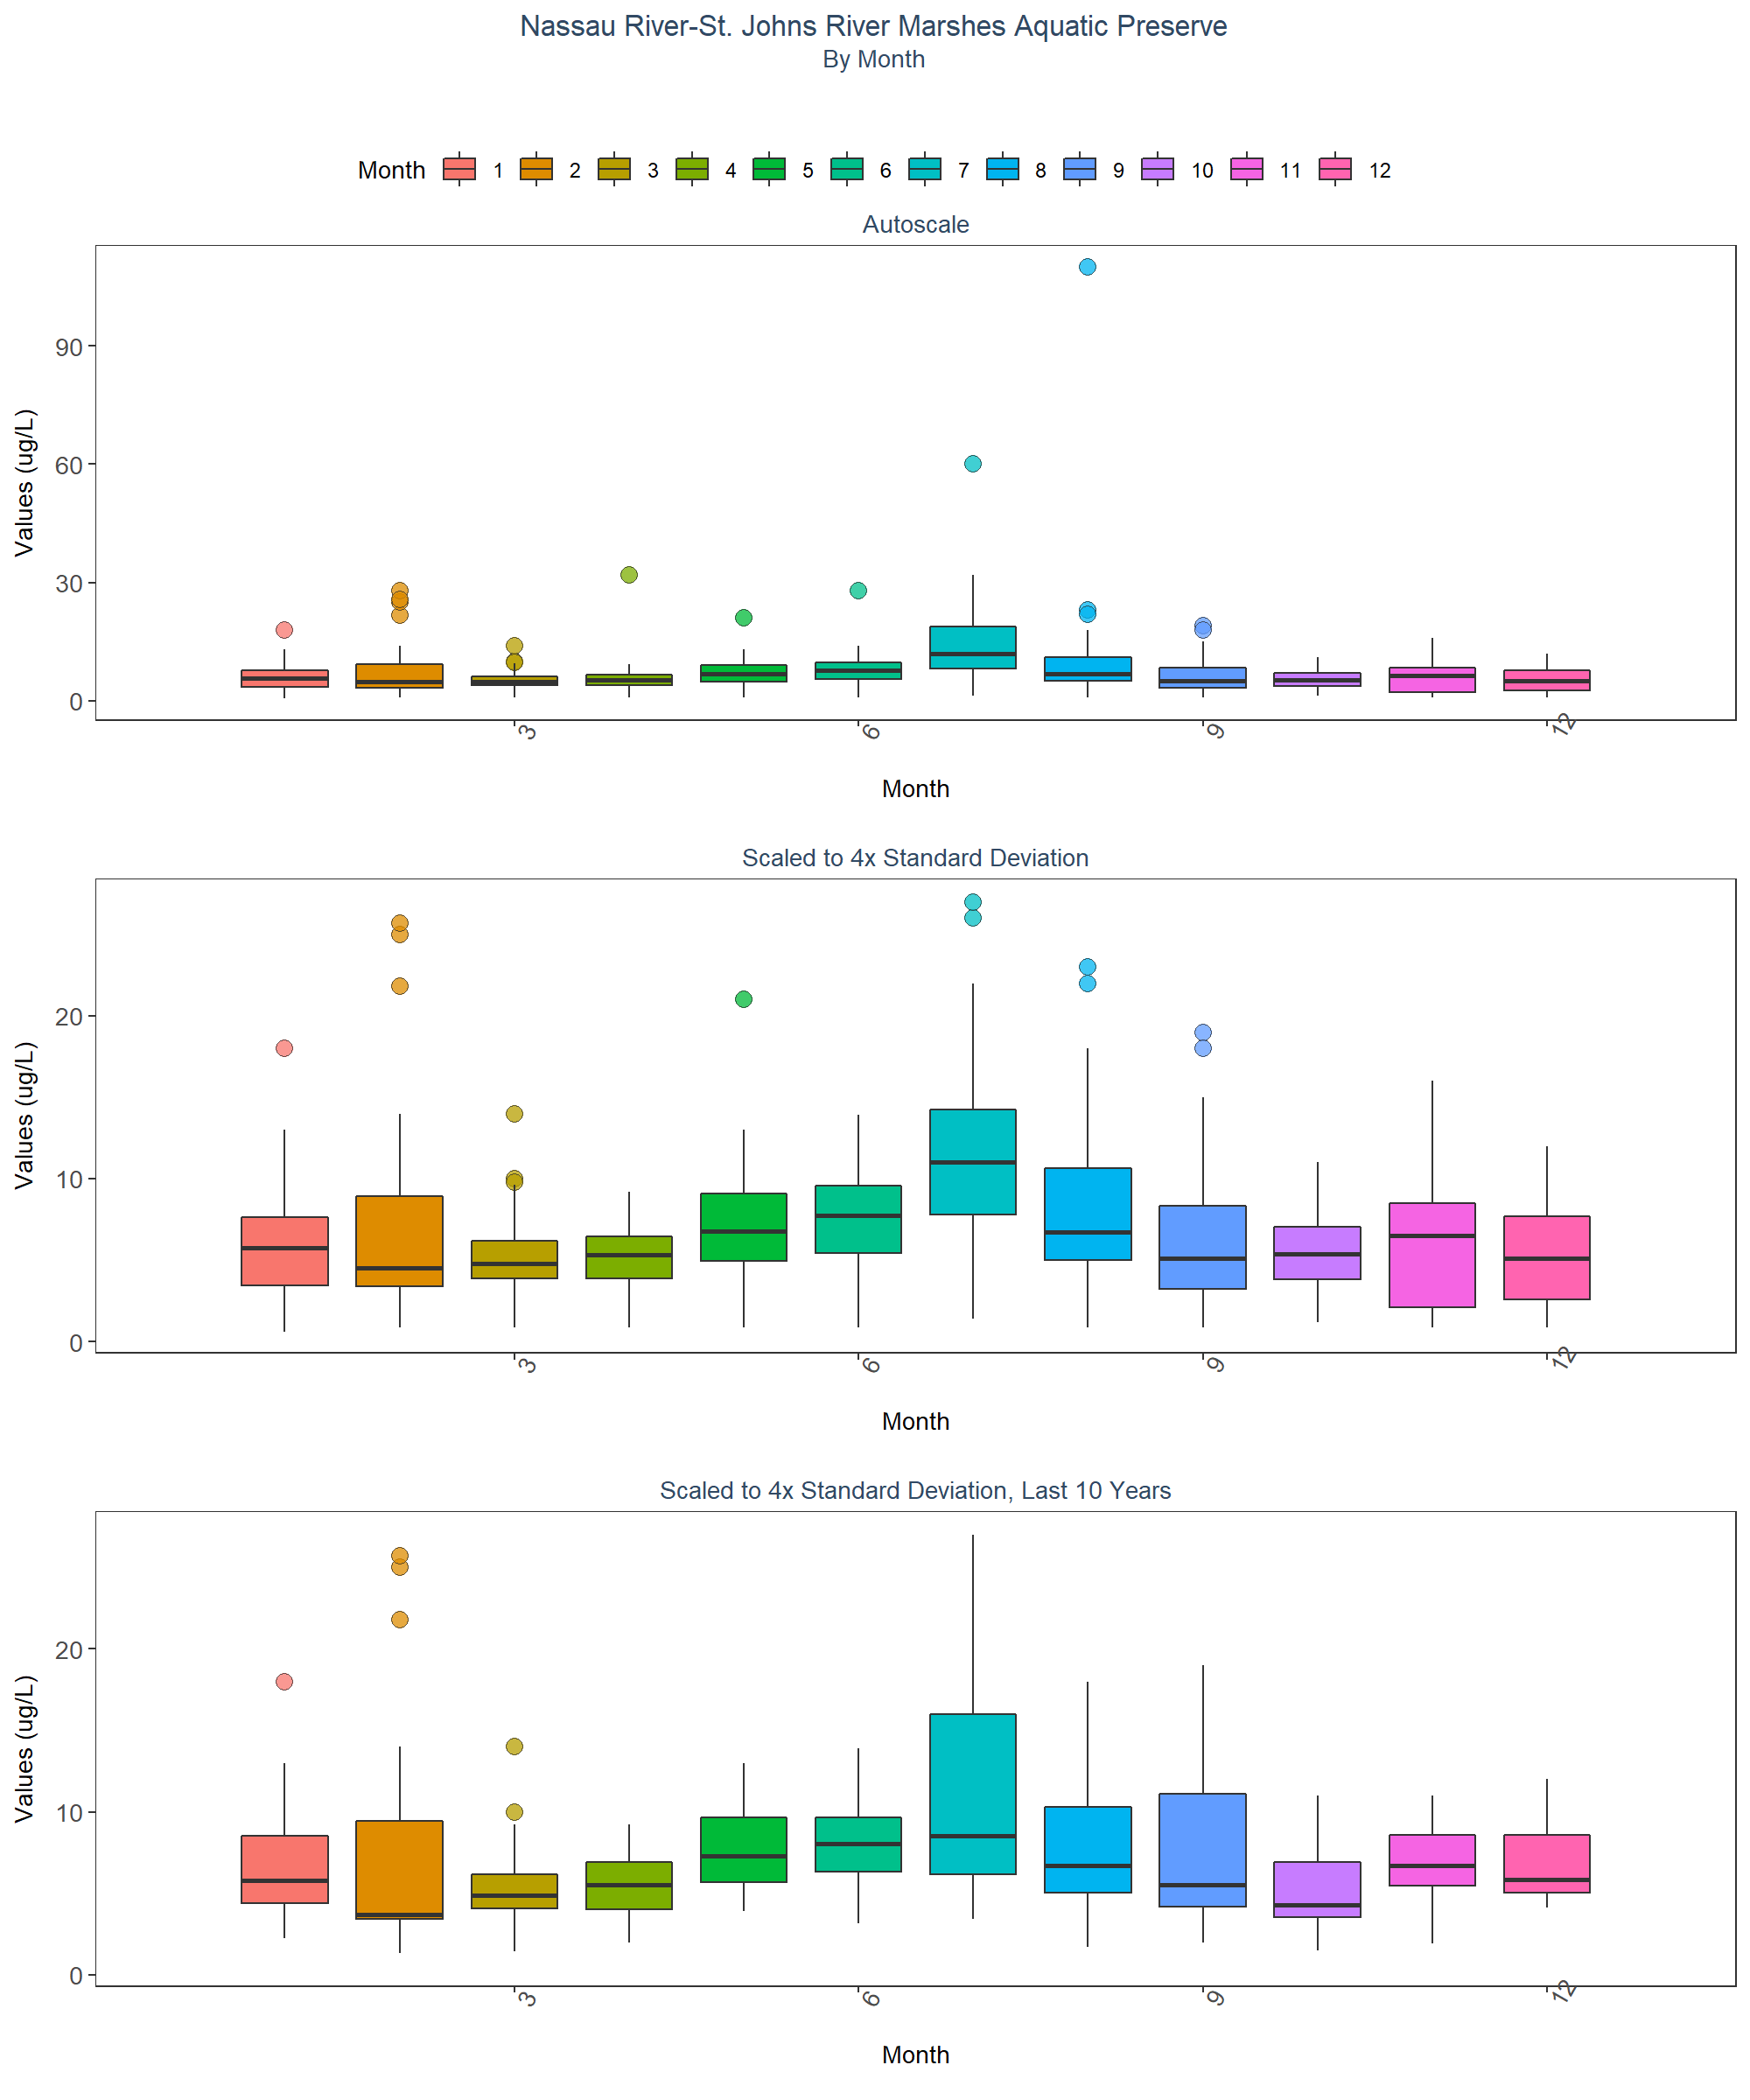 Nassau River-St. Johns River Marshes Aquatic Preserve
By Month
Month 1 2 3 4 5 6 7 8 9 10 11 12
Autoscale
Values (ug/L)
90
60
30
0
3 6 9 12
Month
Scaled to 4x Standard Deviation
Values (ug/L)
20
10
0
3 6 9 12
Month
Scaled to 4x Standard Deviation, Last 10 Years
Values (ug/L)
20
10
0
3 6 9 12
Month